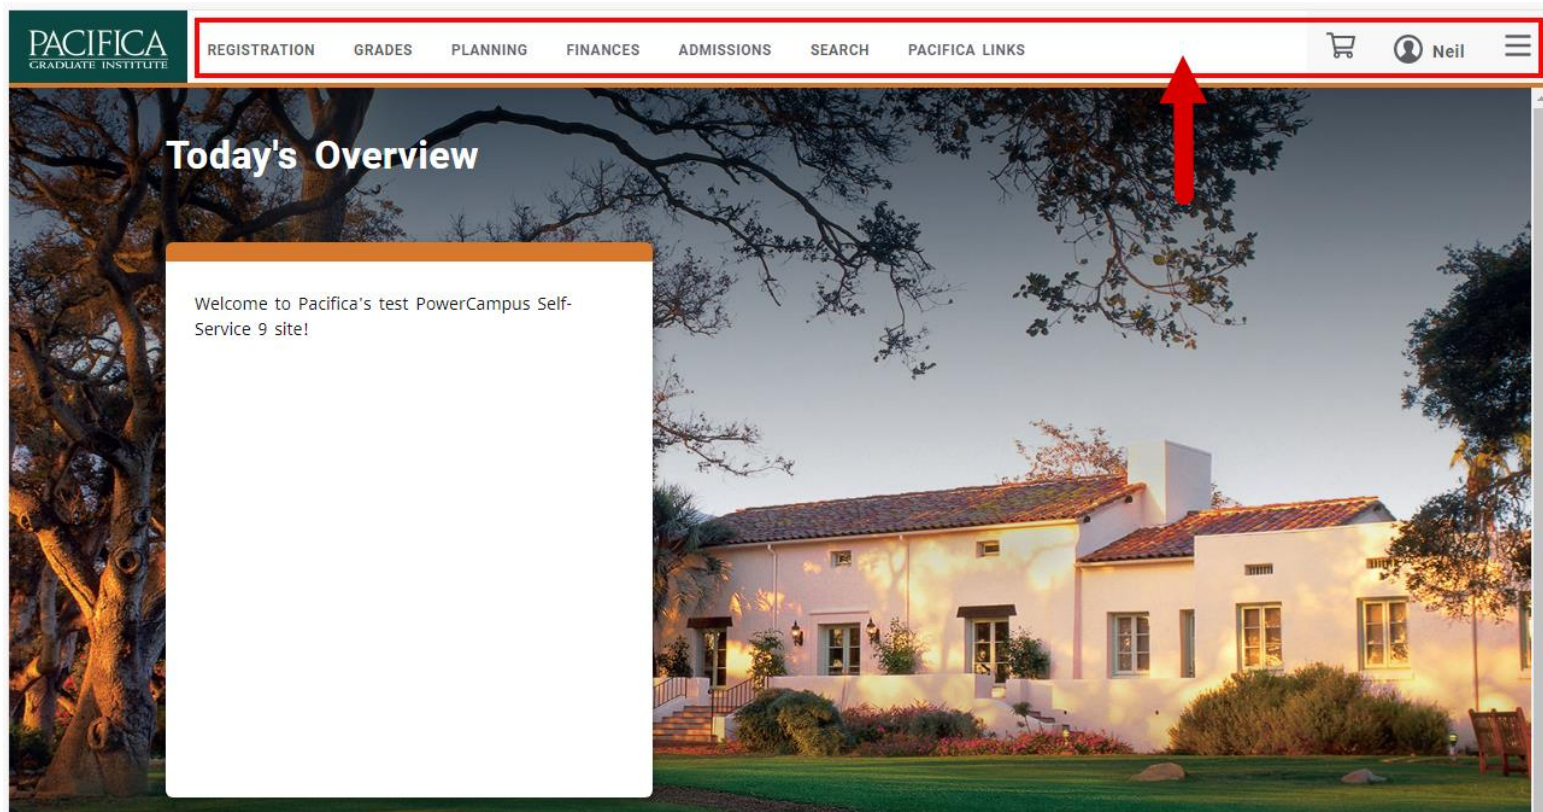 PACIFICA
GRADUATE INSTITUTE
REGISTRATION GRADES PLANNING FINANCES ADMISSIONS SEARCH PACIFICA LINKS Neil
Today's Overview
Welcome to Pacifica's test PowerCampus Self-
Service 9 site!